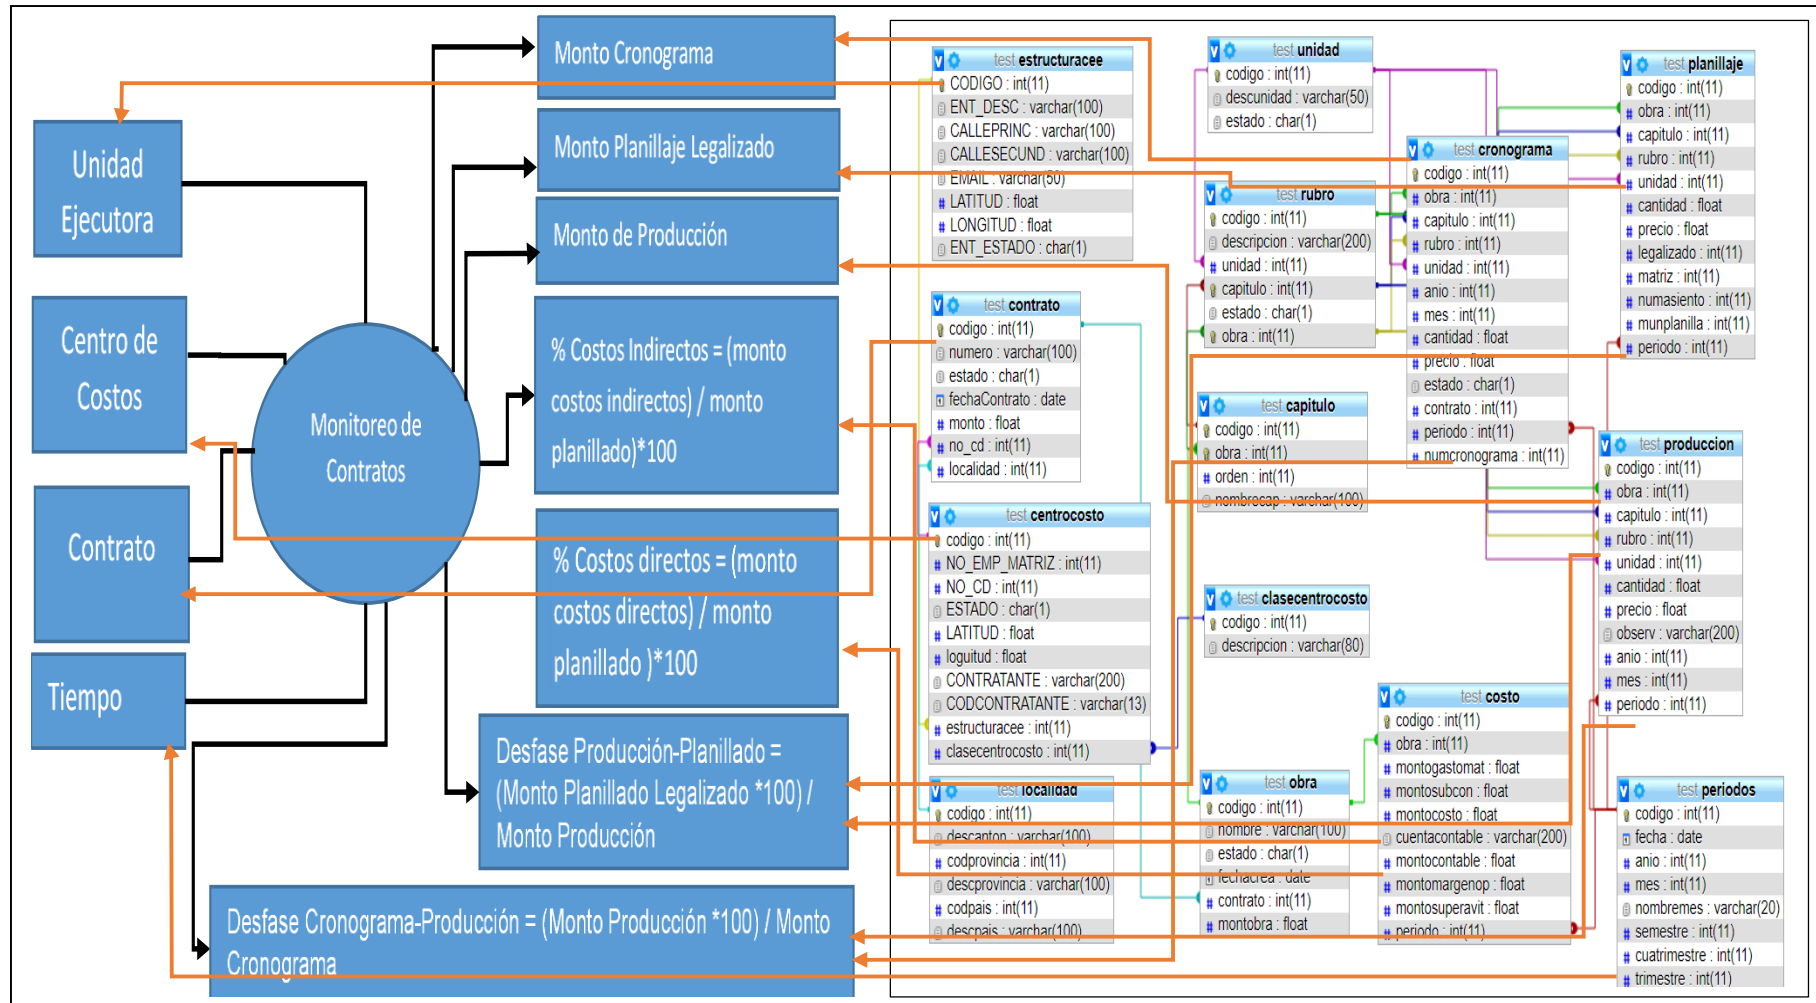 Unidad
Ejecutora
Centro de
Costos
Contrato
Tiempo
Monitoreo de
Contratos
Monto Cronograma
Monto Planillaje Legalizado
Monto de Producción
% Costos Indirectos = (monto
costos indirectos) / monto
planillado)*100
% Costos directos = (monto
costos directos) / monto
planillado )*100
Desfase Producción-Planillado =
(Monto Planillado Legalizado *100) /
Monto Producción
Desfase Cronograma-Producción = (Monto Producción *100) / Monto
Cronograma
test estructuracee
CODIGO : int(11)
ENT_DESC : varchar(100)
CALLEPRINC : varchar(100)
CALLESECUND : varchar(100)
EMAIL : varchar(50)
# LATITUD : float
# LONGITUD : float
ENT_ESTADO : char(1)
test contrato
codigo : int(11)
numero : varchar(100)
estado : char(1)
fechaContrato : date
# monto : float
# no_cd : int(11)
# localidad : int(11)
test centrocosto
codigo : int(11)
# NO_EMP_MATRIZ : int(11)
# NO_CD : int(11)
ESTADO : char(1)
# LATITUD : float
# loguitud : float
CONTRATANTE : varchar(200)
CODCONTRATANTE : varchar(13)
# estructuracee : int(11)
# clasecentrocosto : int(11)
test localidad
codigo : int(11)
descanton : varchar(100)
# codprovincia : int(11)
descprovincia : varchar(100)
# codpais : int(11)
descpais : varchar(100)
test unidad
codigo : int(11)
descunidad : varchar(50)
estado : char(1)
test rubro
codigo : int(11)
descripcion : varchar(200)
# unidad : int(11)
capitulo : int(11)
estado : char(1)
obra : int(11)
test capitulo
codigo : int(11)
obra : int(11)
# orden : int(11)
nombrecap : varchar(100)
test clasecentrocosto
codigo : int(11)
descripcion : varchar(80)
test obra
codigo : int(11)
nombre : varchar(100)
estado : char(1)
fechacrea : date
# contrato : int(11)
# montobra : float
test cronograma
codigo : int(11)
# obra : int(11)
# capitulo : int(11)
# rubro : int(11)
# unidad : int(11)
# anio : int(11)
# mes : int(11)
# cantidad : float
# precio : float
estado : char(1)
# contrato : int(11)
# periodo : int(11)
# numcronograma : int(11)
test costo
codigo : int(11)
# obra : int(11)
# montogastomat : float
# montosubcon : float
# montocosto : float
cuentacontable : varchar(200)
# montocontable : float
# montomargenop : float
# montosuperavit : float
# periodo : int(11)
test planillaje
codigo : int(11)
# obra : int(11)
# capitulo : int(11)
# rubro : int(11)
# unidad : int(11)
# cantidad : float
# precio : float
# legalizado : int(11)
# matriz : int(11)
# numasiento : int(11)
# munplanilla : int(11)
# periodo : int(11)
test produccion
codigo : int(11)
# obra : int(11)
# capitulo : int(11)
# rubro : int(11)
# unidad : int(11)
# cantidad : float
# precio : float
observ : varchar(200)
# anio : int(11)
# mes : int(11)
# periodo : int(11)
test periodos
codigo : int(11)
fecha : date
# anio : int(11)
# mes : int(11)
nombremes : varchar(20)
# semestre : int(11)
# cuatrimestre : int(11)
# trimestre : int(11)